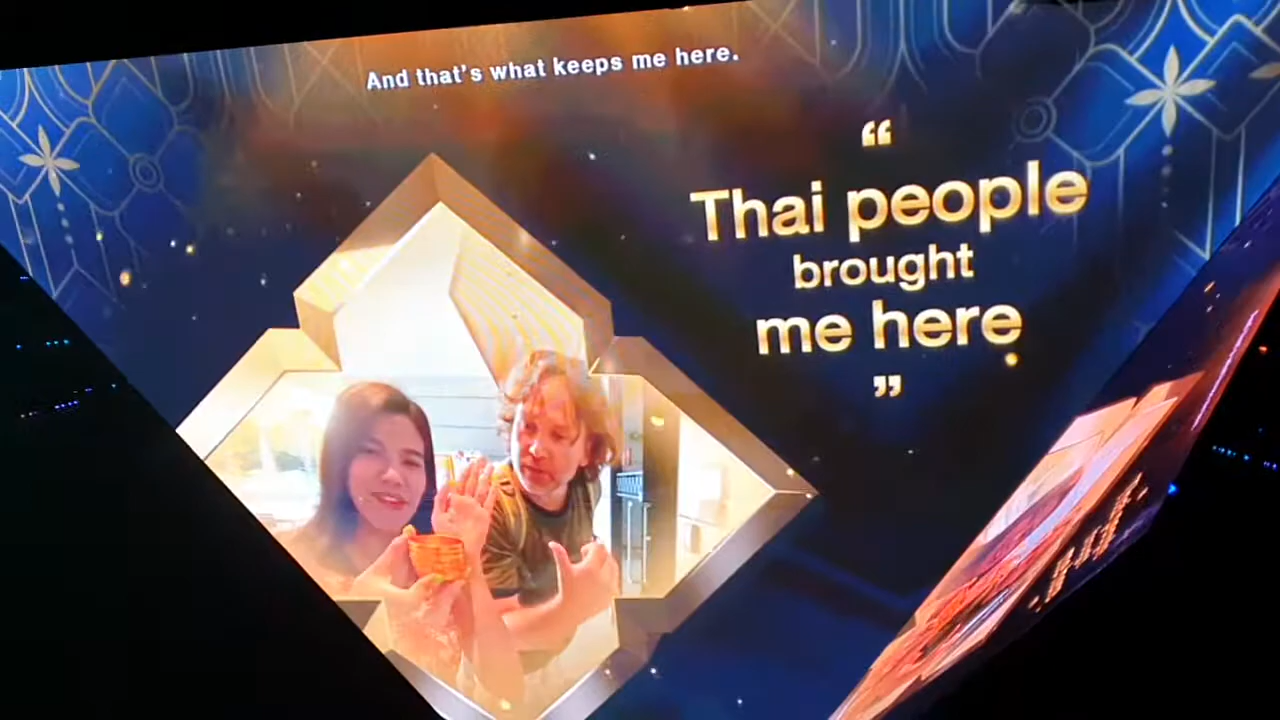 And that's what keeps me here.
“
Thai people
brought
me here
”